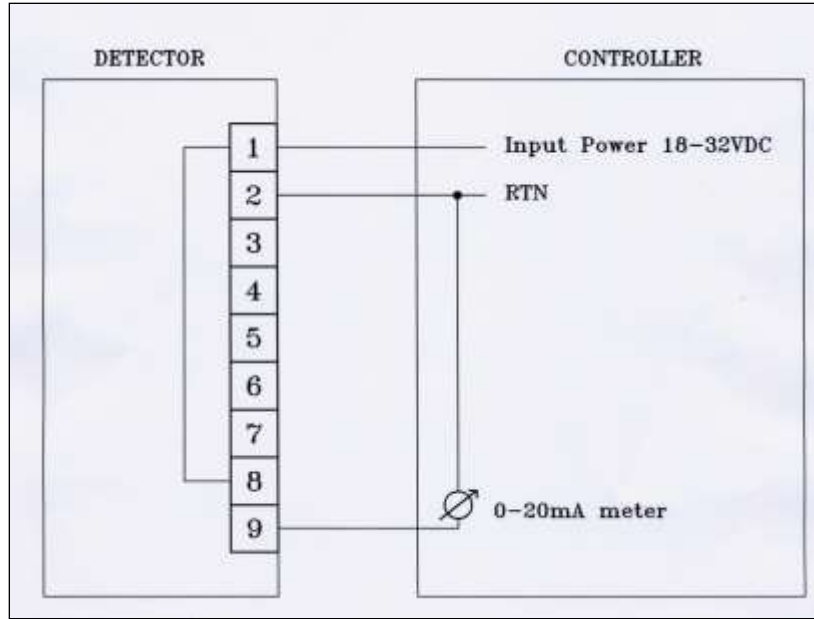 DETECTOR
CONTROLLER
1
Input Power 18-32VDC
2
RTN
3
4
5
6
7
8
9
0-20mA meter